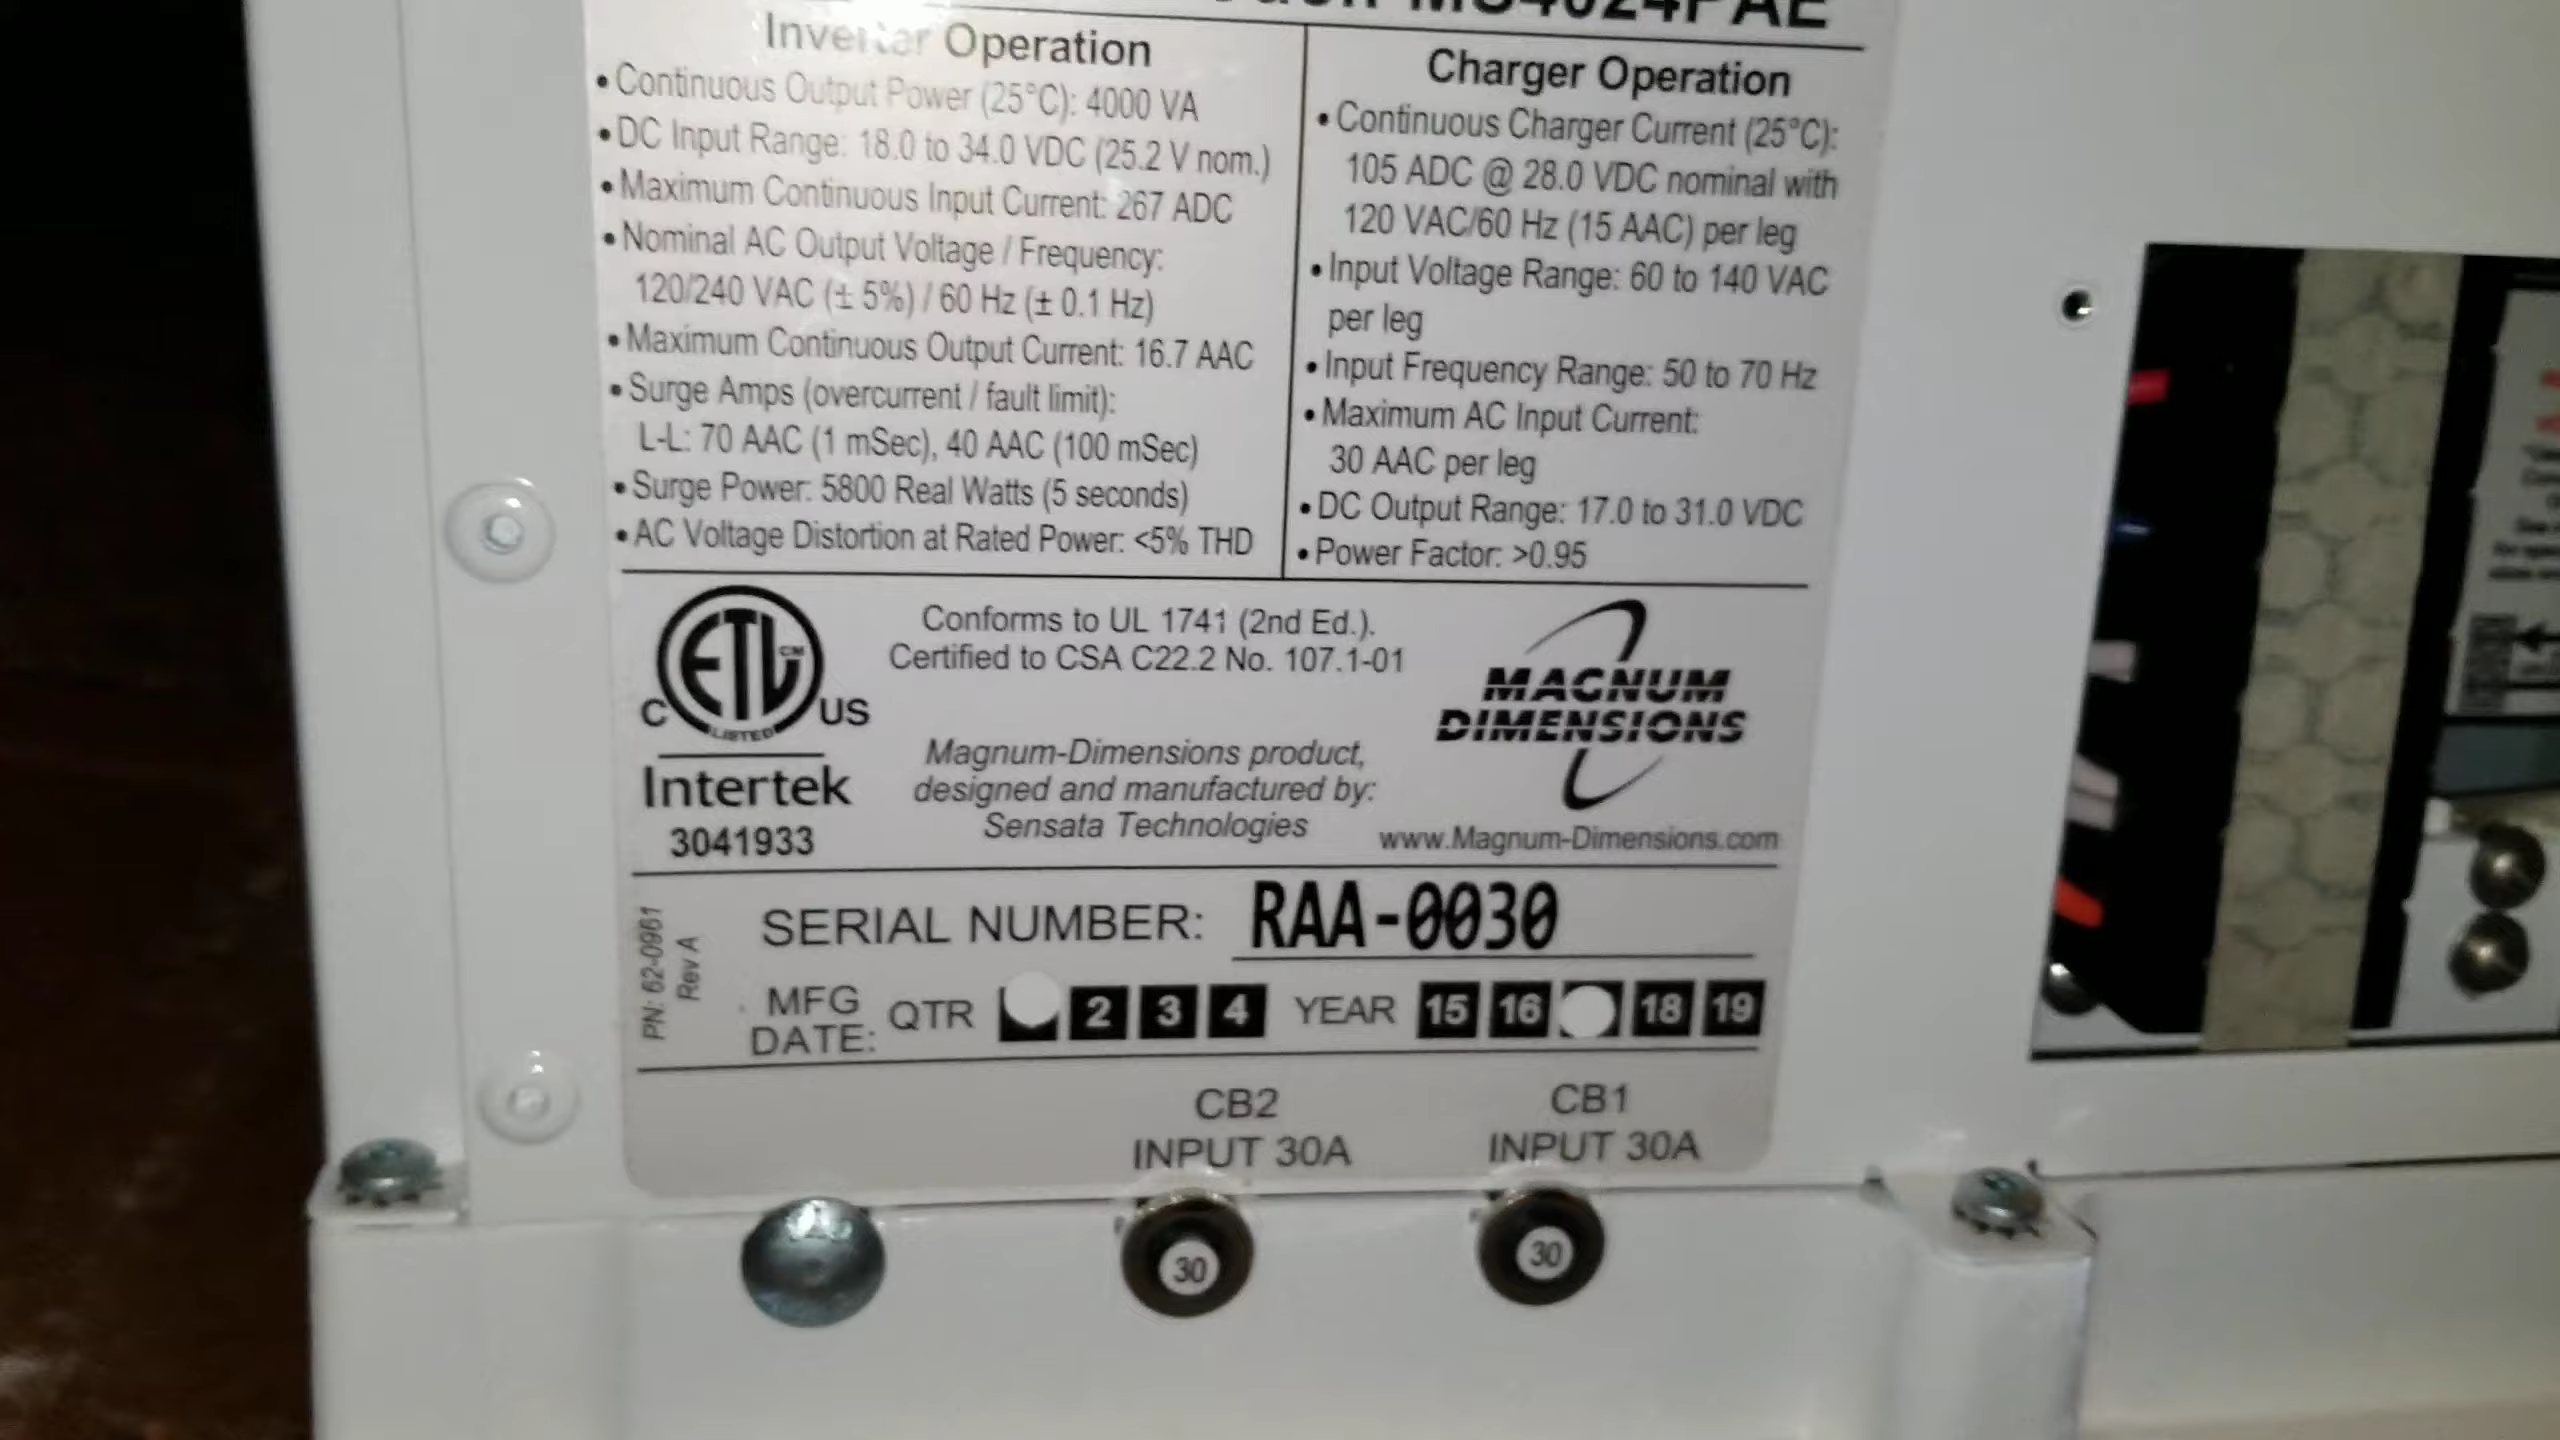 MS4024PAE
Inverter Operation
• Continuous Output Power (25°C): 4000 VA
• DC Input Range: 18.0 to 34.0 VDC (25.2 V nom.)
• Maximum Continuous Input Current: 267 ADC
• Nominal AC Output Voltage / Frequency:
120/240 VAC (± 5%) / 60 Hz (± 0.1 Hz)
• Maximum Continuous Output Current: 16.7 AAC
• Surge Amps (overcurrent / fault limit):
L-L: 70 AAC (1 mSec), 40 AAC (100 mSec)
• Surge Power: 5800 Real Watts (5 seconds)
• AC Voltage Distortion at Rated Power: <5% THD
Charger Operation
• Continuous Charger Current (25°C):
105 ADC @ 28.0 VDC nominal with
120 VAC/60 Hz (15 AAC) per leg
• Input Voltage Range: 60 to 140 VAC
per leg
• Input Frequency Range: 50 to 70 Hz
• Maximum AC Input Current:
30 AAC per leg
• DC Output Range: 17.0 to 31.0 VDC
• Power Factor: >0.95
ETL CM
C US
LISTED
Intertek
3041933
Conforms to UL 1741 (2nd Ed.).
Certified to CSA C22.2 No. 107.1-01
Magnum-Dimensions product,
designed and manufactured by:
Sensata Technologies
MAGNUM
DIMENSIONS
www.Magnum-Dimensions.com
PN: 62-0961
Rev A
SERIAL NUMBER: RAA-0030
MFG
DATE: QTR 2 3 4 YEAR 15 16 18 19
CB2
INPUT 30A
CB1
INPUT 30A
30
30